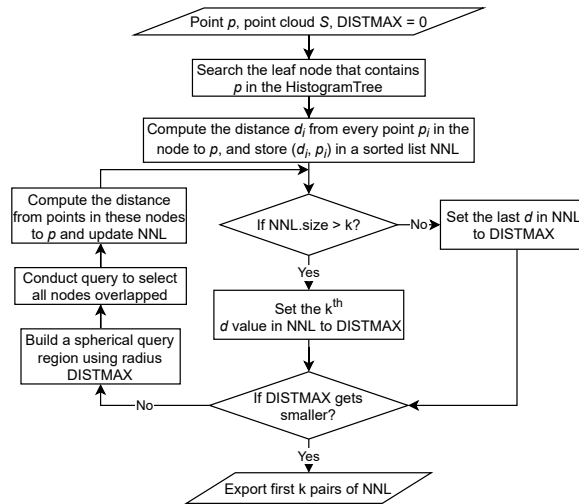 Point p, point cloud S, DISTMAX = 0
Search the leaf node that contains
p in the HistogramTree
Compute the distance di from every point pi in the
node to p, and store (di, pi) in a sorted list NNL
Compute the distance
from points in these nodes
to p and update NNL
If NNL.size > k?
No
Set the last d in NNL
to DISTMAX
Yes
Conduct query to select
all nodes overlapped
Set the kth
d value in NNL to DISTMAX
Build a spherical query
region using radius
DISTMAX
If DISTMAX gets
smaller?
No
Yes
Export first k pairs of NNL